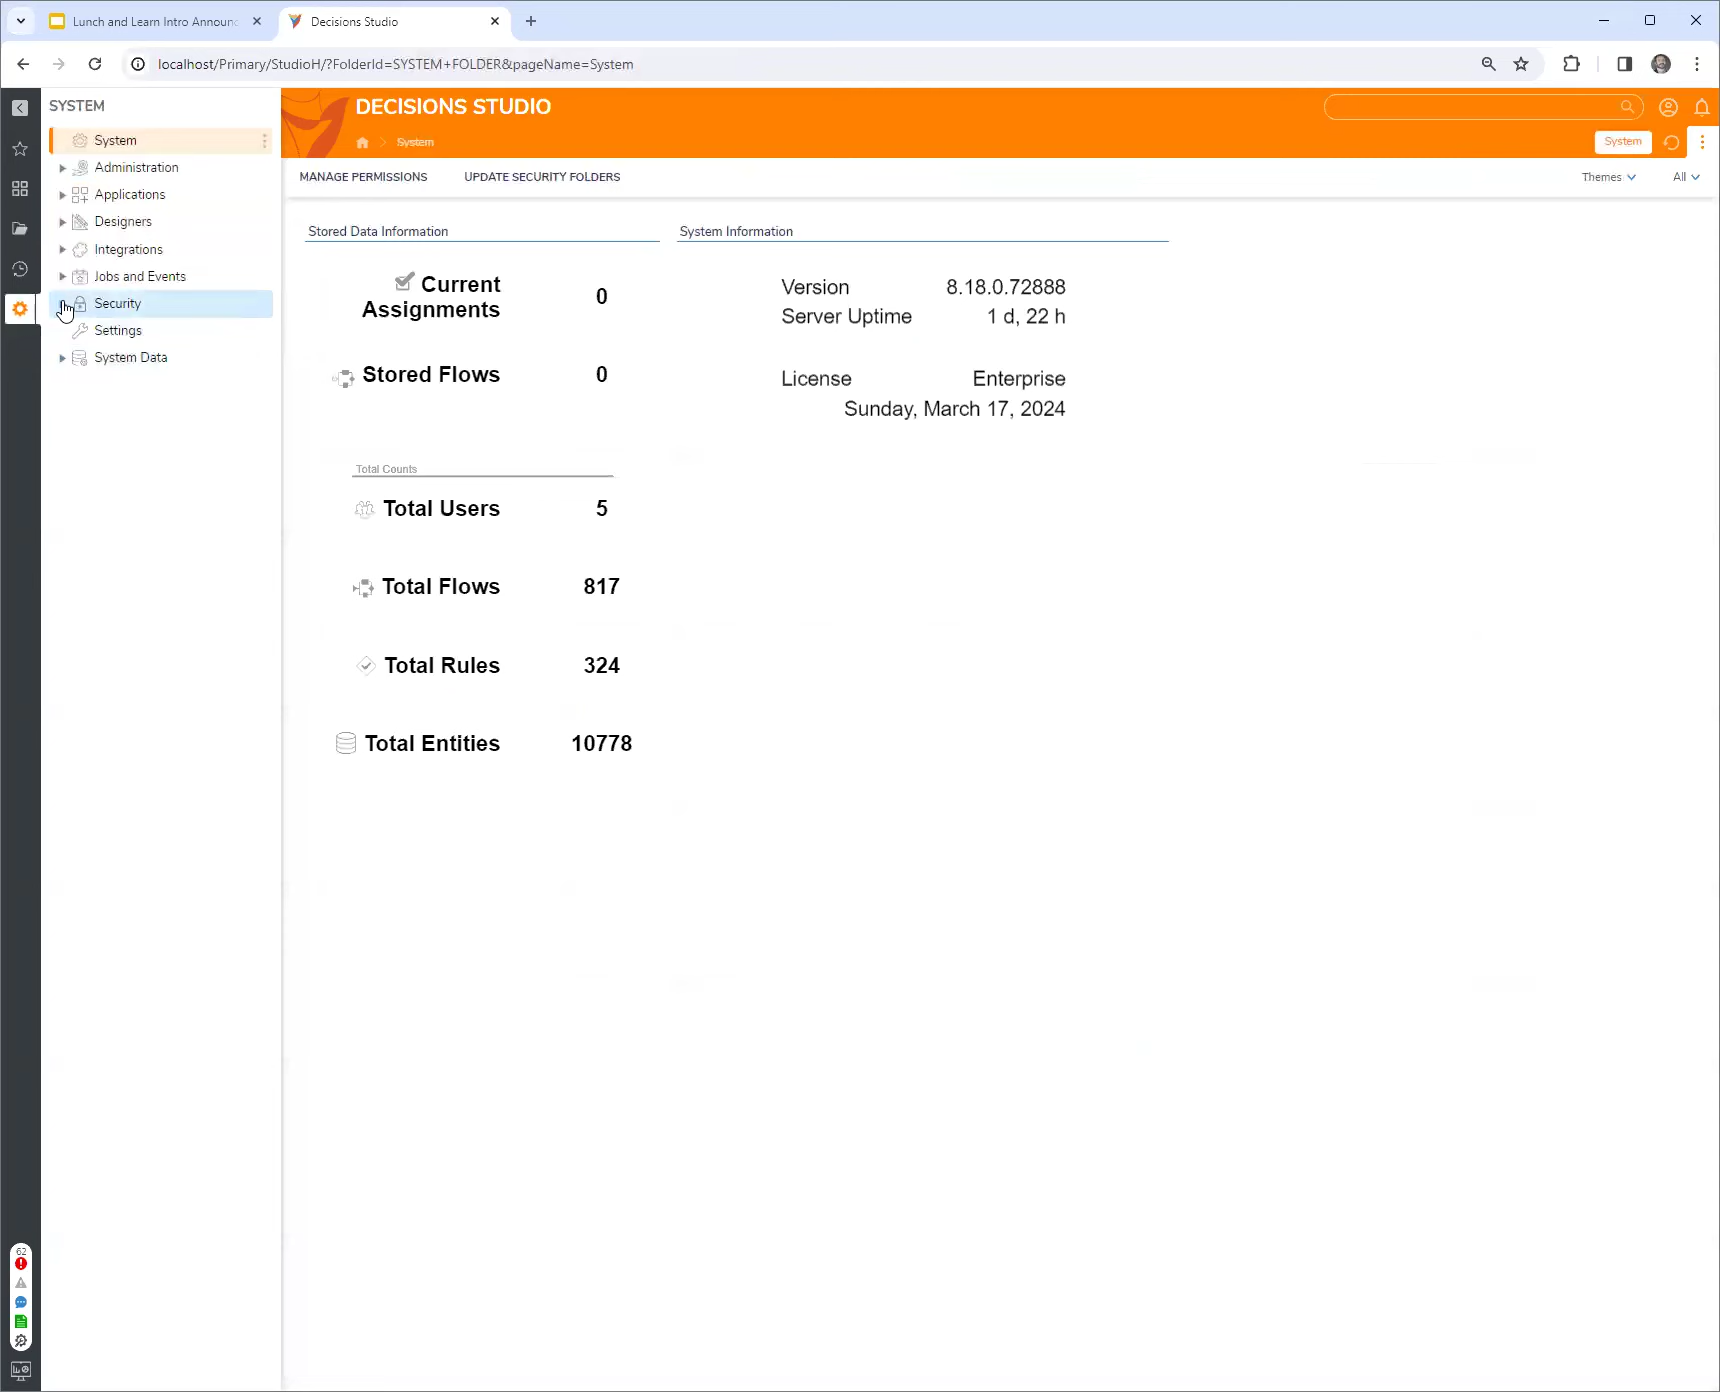 Lunch and Learn Intro Announc
Decisions Studio
localhost/Primary/StudioH/?FolderId=SYSTEM+FOLDER&pageName=System
SYSTEM
DECISIONS STUDIO
System
System
System
Administration
Applications
Designers
Integrations
Jobs and Events
Security
Settings
System Data
MANAGE PERMISSIONS
UPDATE SECURITY FOLDERS
Themes
All
Stored Data Information
System Information
Current Assignments 0
Stored Flows 0
Version 8.18.0.72888
Server Uptime 1 d, 22 h
License Enterprise
Sunday, March 17, 2024
Total Counts
Total Users 5
Total Flows 817
Total Rules 324
Total Entities 10778
62